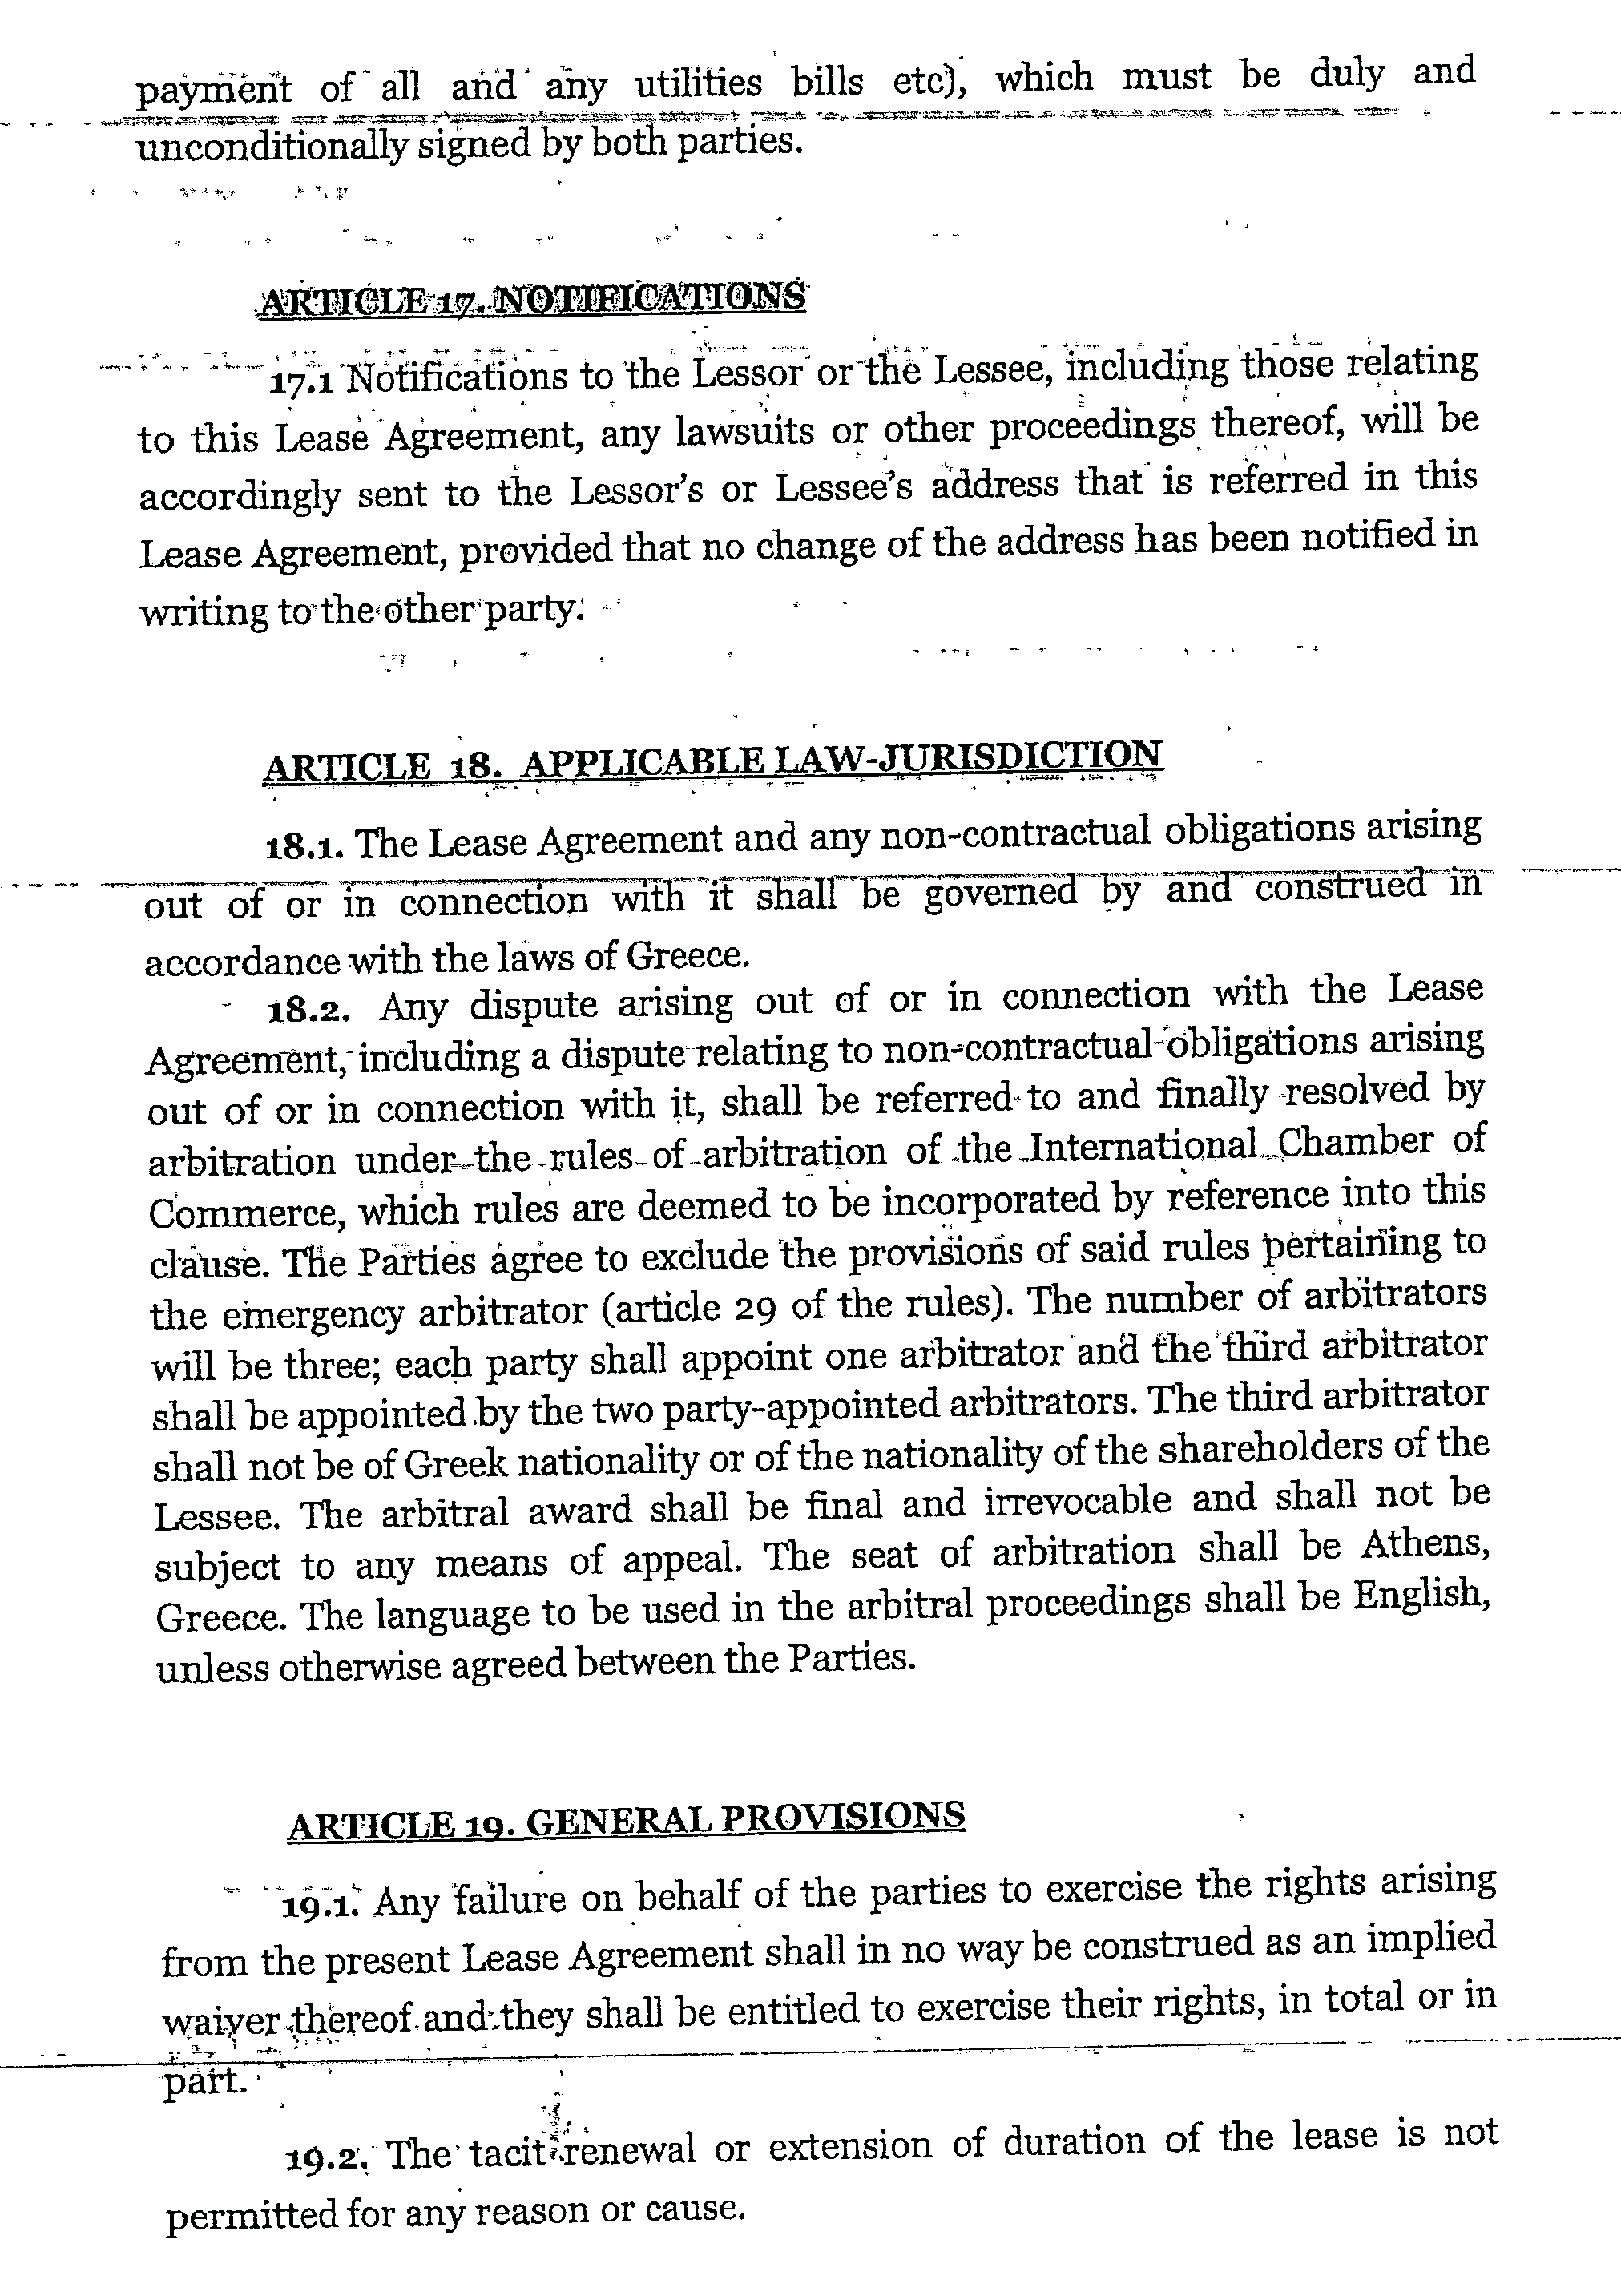 payment of all and any utilities bills etc), which must be duly and
unconditionally signed by both parties.
ARTICLE 17. NOTIFICATIONS
17.1 Notifications to the Lessor or the Lessee, including those relating
to this Lease Agreement, any lawsuits or other proceedings thereof, will be
accordingly sent to the Lessor's or Lessee's address that is referred in this
Lease Agreement, provided that no change of the address has been notified in
writing to the other party.
ARTICLE 18. APPLICABLE LAW-JURISDICTION
18.1. The Lease Agreement and any non-contractual obligations arising
out of or in connection with it shall be governed by and construed in
accordance with the laws of Greece.
18.2. Any dispute arising out of or in connection with the Lease
Agreement, including a dispute relating to non-contractual obligations arising
out of or in connection with it, shall be referred to and finally resolved by
arbitration under the rules of arbitration of the International Chamber of
Commerce, which rules are deemed to be incorporated by reference into this
clause. The Parties agree to exclude the provisions of said rules pertaining to
the emergency arbitrator (article 29 of the rules). The number of arbitrators
will be three; each party shall appoint one arbitrator and the third arbitrator
shall be appointed by the two party-appointed arbitrators. The third arbitrator
shall not be of Greek nationality or of the nationality of the shareholders of the
Lessee. The arbitral award shall be final and irrevocable and shall not be
subject to any means of appeal. The seat of arbitration shall be Athens,
Greece. The language to be used in the arbitral proceedings shall be English,
unless otherwise agreed between the Parties.
ARTICLE 19. GENERAL PROVISIONS
19.1. Any failure on behalf of the parties to exercise the rights arising
from the present Lease Agreement shall in no way be construed as an implied
waiver thereof and they shall be entitled to exercise their rights, in total or in
part.
19.2. The tacit renewal or extension of duration of the lease is not
permitted for any reason or cause.